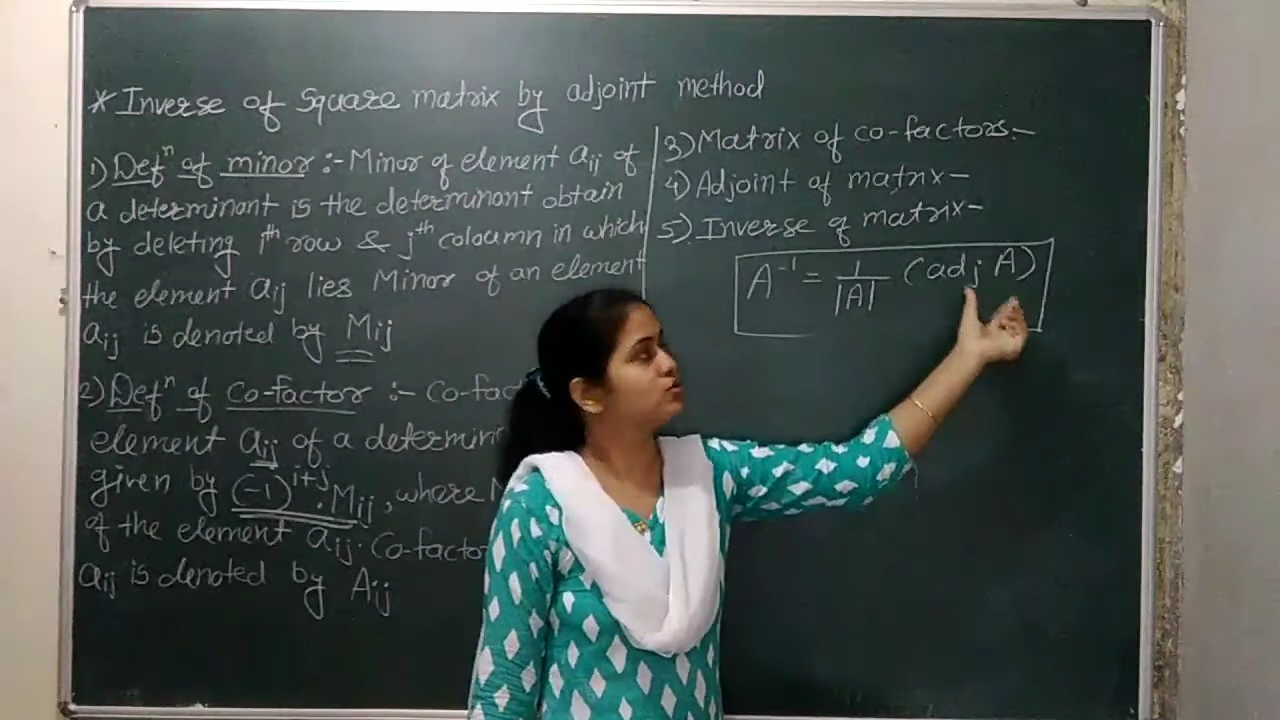 * Inverse of Square matrix by adjoint method
1) Defⁿ of minor :- Minor of element aij of
a determinant is the determinant obtain
by deleting iᵗʰ row & jᵗʰ coloumn in which
the element aij lies Minor of an element
aij is denoted by Mij
2) Defⁿ of co-factor :- Co-fac
element aij of a determin
given by (-1)ⁱ⁺ʲ . Mij, where
of the element aij. Co-factor
aij is denoted by Aij
3) Matrix of co-factors-
4) Adjoint of matrix-
5) Inverse of matrix-
A⁻¹ = 1/|A| (adj A)